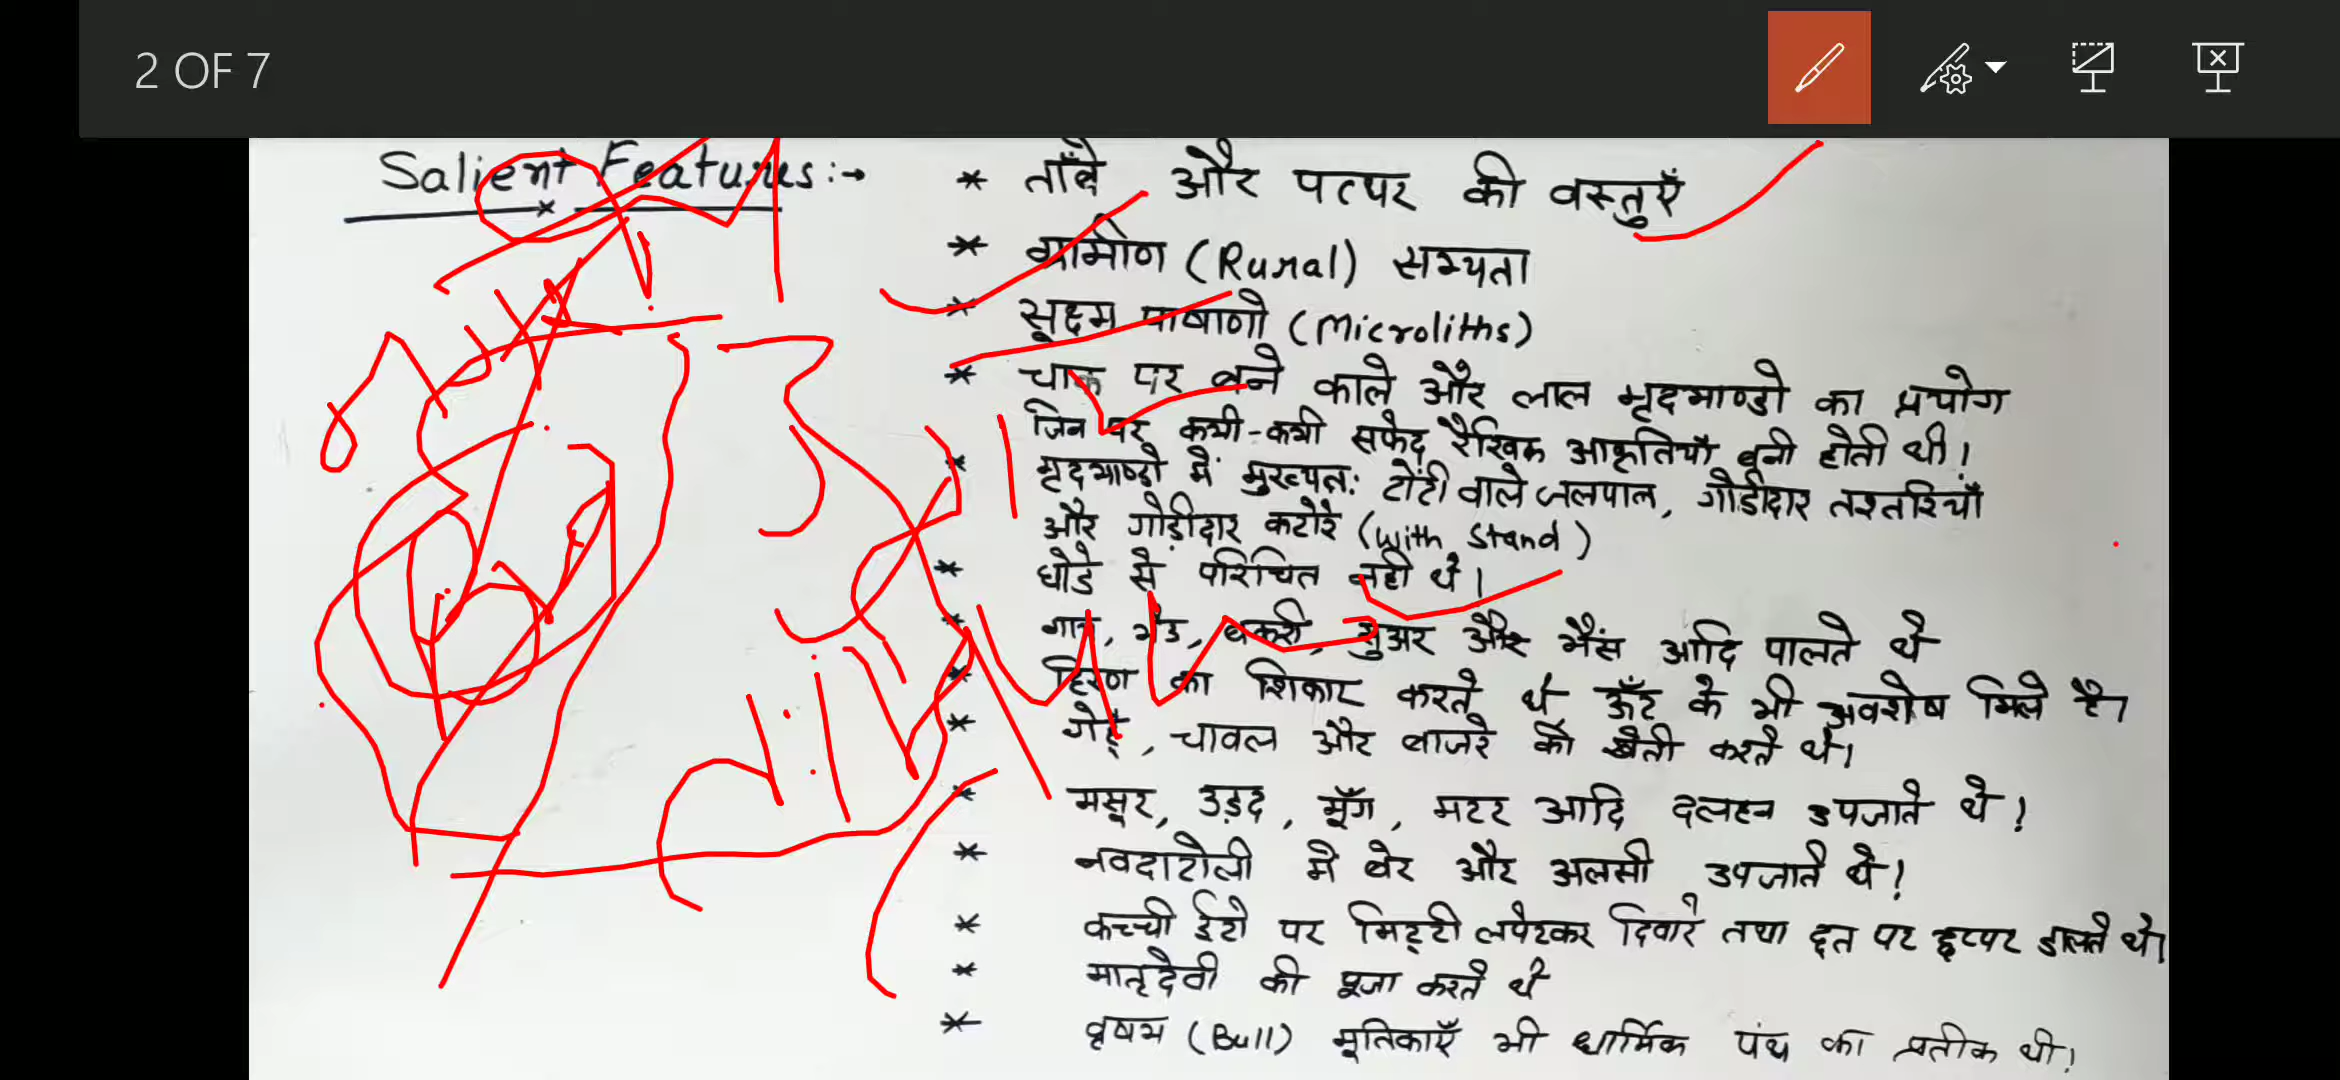 2 OF 7
Salient Features:→
* ताँबे और पत्थर की वस्तुएँ
* ग्रामीण (Rural) सभ्यता
* सूक्ष्म पाषाणो (Microliths)
* चाक पर बने काले और लाल मृदभाण्डो का प्रयोग
जिन पर कभी-कभी सफेद रैखिक आकृतियाँ बनी होती थी।
* मृदभाण्डो में मुख्यतः टोंटी वाले जलपात्र, गोडीदार तश्तरियाँ
और गोडीदार कटोरे (With Stand)
* घोडे से परिचित नही थे।
* गाय, भेड, बकरी, सुअर और भैंस आदि पालते थे
* हिरण का शिकार करते थे ऊँट के भी अवशेष मिले है।
* गेहूँ, चावल और बाजरे की खेती करते थे।
* मसूर, उड़द, मूँग, मटर आदि दलहन उपजाते थे!
* नवदाटोली मे बेर और अलसी उपजाते थे!
* कच्ची ईटो पर मिट्टी लपेटकर दिवारे तथा छत पर छप्पर डालते थे।
* मातृदेवी की पूजा करते थे
* वृषभ (Bull) मूतिकाएँ भी धार्मिक पंथ का प्रतीक थी!